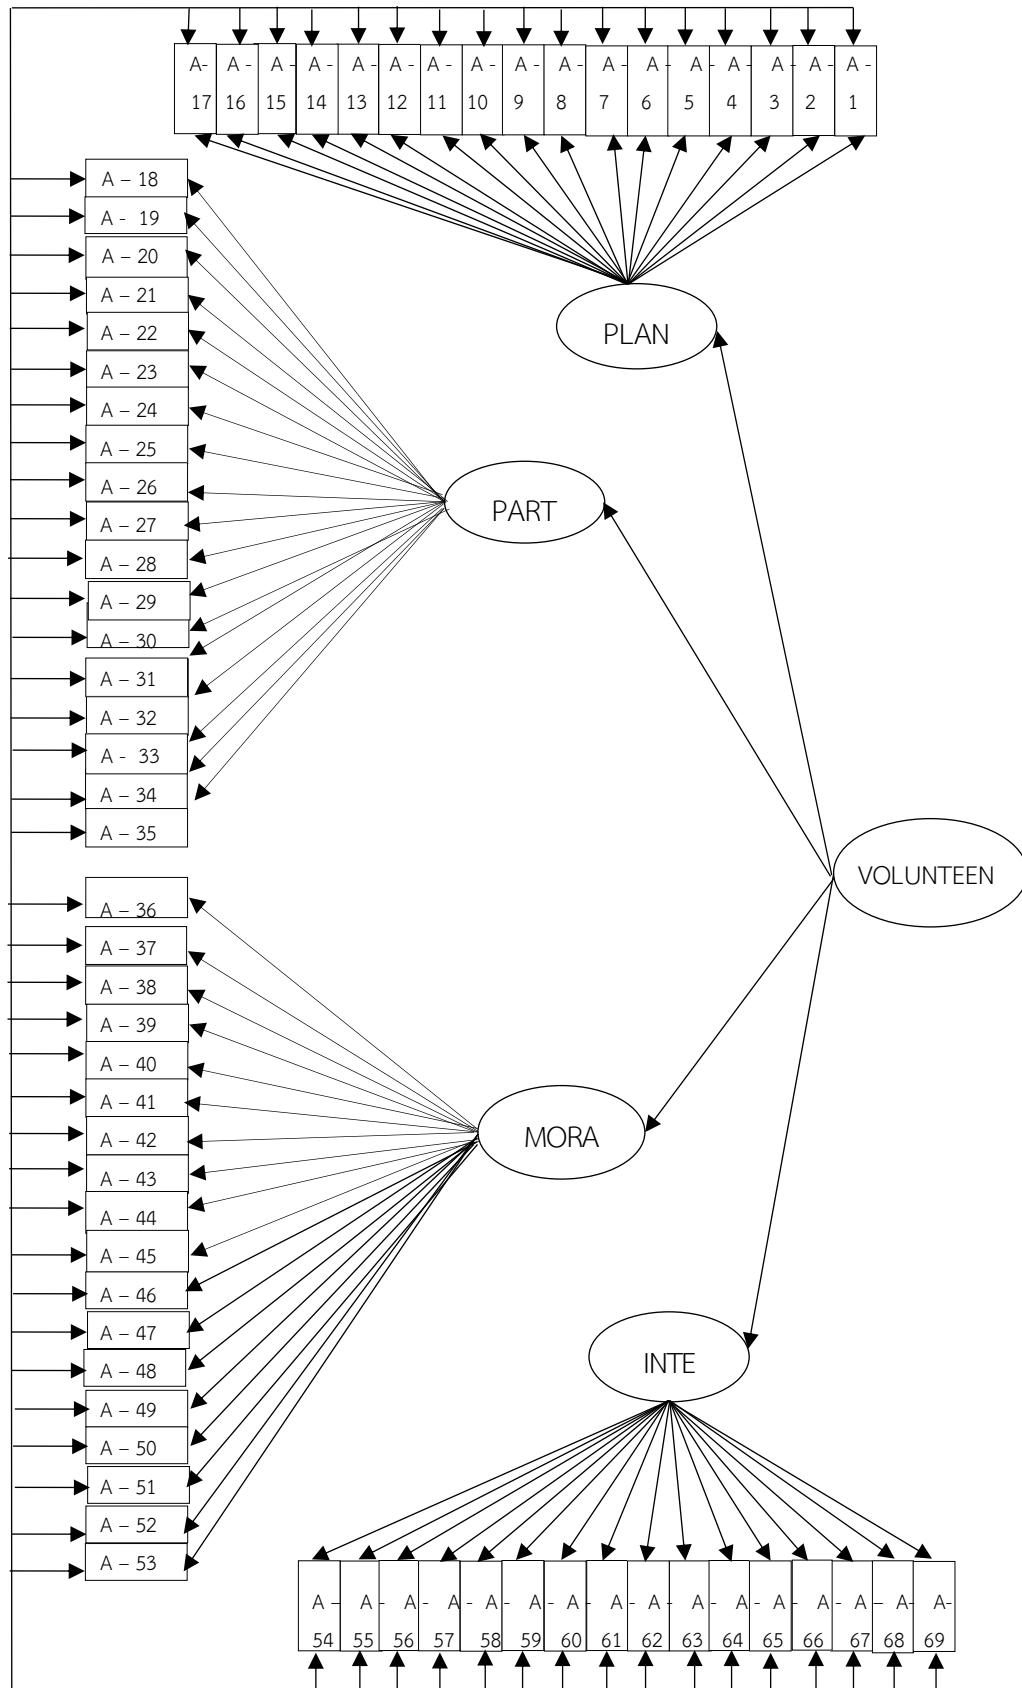 A- A - A - A - A - A - A - A - A - A - A - A - A - A - A - A - A -
17 16 15 14 13 12 11 10 9 8 7 6 5 4 3 2 1
A – 18
A - 19
A – 20
A – 21
A – 22
A – 23
A – 24
A – 25
A – 26
A – 27
A – 28
A – 29
A – 30
A – 31
A – 32
A - 33
A – 34
A – 35
PLAN
PART
VOLUNTEEN
A – 36
A – 37
A – 38
A – 39
A – 40
A – 41
A – 42
A – 43
A – 44
A – 45
A – 46
A – 47
A – 48
A – 49
A – 50
A – 51
A – 52
A – 53
MORA
INTE
A - A - A - A - A - A - A - A - A - A - A - A - A - A - A- A-
54 55 56 57 58 59 60 61 62 63 64 65 66 67 68 69